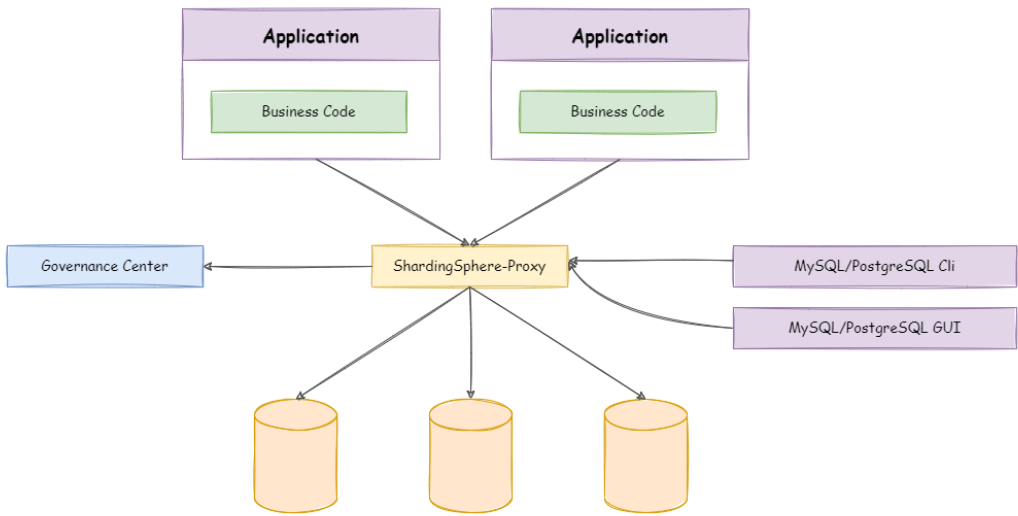 Application
Application
Business Code
Business Code
Governance Center
ShardingSphere-Proxy
MySQL/PostgreSQL Cli
MySQL/PostgreSQL GUI